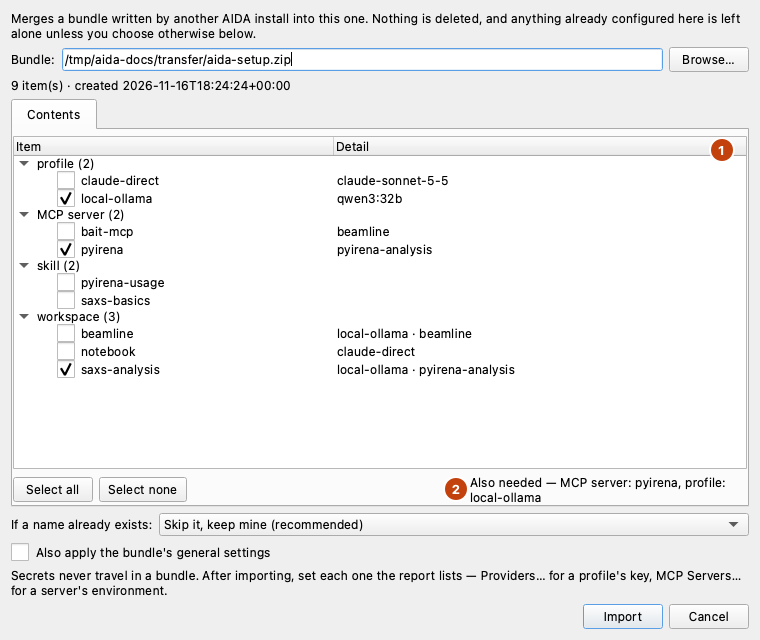 Merges a bundle written by another AIDA install into this one. Nothing is deleted, and anything already configured here is left
alone unless you choose otherwise below.
Bundle: /tmp/aida-docs/transfer/aida-setup.zip Browse...
9 item(s) · created 2026-11-16T18:24:24+00:00
Contents
Item Detail 1
profile (2)
claude-direct claude-sonnet-5-5
local-ollama qwen3:32b
MCP server (2)
bait-mcp beamline
pyirena pyirena-analysis
skill (2)
pyirena-usage
saxs-basics
workspace (3)
beamline local-ollama · beamline
notebook claude-direct
saxs-analysis local-ollama · pyirena-analysis
Select all Select none 2 Also needed — MCP server: pyirena, profile:
local-ollama
If a name already exists: Skip it, keep mine (recommended)
Also apply the bundle's general settings
Secrets never travel in a bundle. After importing, set each one the report lists — Providers... for a profile's key, MCP Servers...
for a server's environment.
Import Cancel